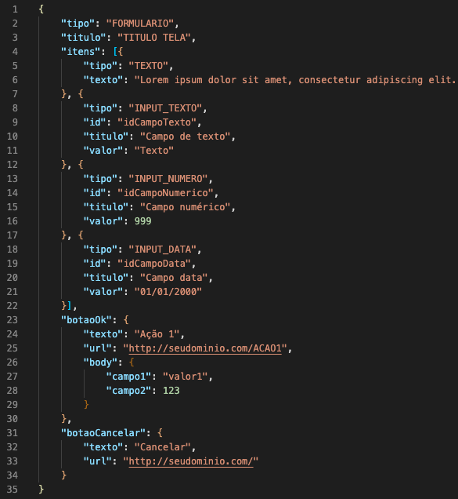 1 {
2 "tipo": "FORMULARIO",
3 "titulo": "TITULO TELA",
4 "itens": [{
5 "tipo": "TEXTO",
6 "texto": "Lorem ipsum dolor sit amet, consectetur adipiscing elit.
7 }, {
8 "tipo": "INPUT_TEXTO",
9 "id": "idCampoTexto",
10 "titulo": "Campo de texto",
11 "valor": "Texto"
12 }, {
13 "tipo": "INPUT_NUMERO",
14 "id": "idCampoNumerico",
15 "titulo": "Campo numérico",
16 "valor": 999
17 }, {
18 "tipo": "INPUT_DATA",
19 "id": "idCampoData",
20 "titulo": "Campo data",
21 "valor": "01/01/2000"
22 }],
23 "botaoOk": {
24 "texto": "Ação 1",
25 "url": "http://seudominio.com/ACAO1",
26 "body": {
27 "campo1": "valor1",
28 "campo2": 123
29 }
30 },
31 "botaoCancelar": {
32 "texto": "Cancelar",
33 "url": "http://seudominio.com/"
34 }
35 }